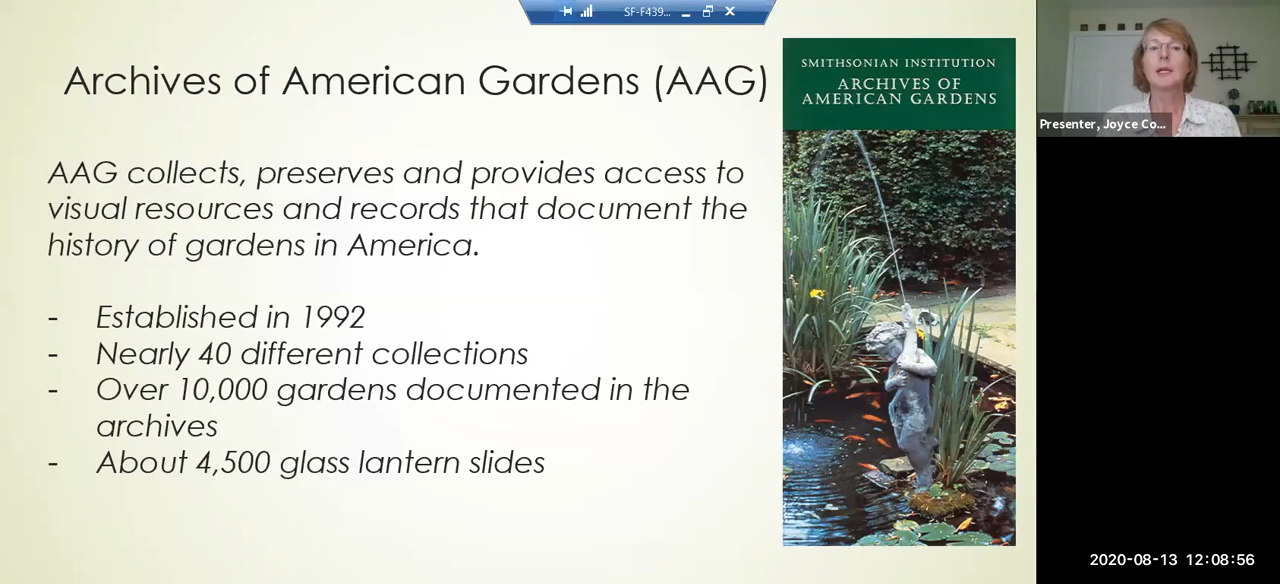 SF-F439...
Archives of American Gardens (AAG)
AAG collects, preserves and provides access to
visual resources and records that document the
history of gardens in America.
- Established in 1992
- Nearly 40 different collections
- Over 10,000 gardens documented in the
archives
- About 4,500 glass lantern slides
SMITHSONIAN INSTITUTION
ARCHIVES OF
AMERICAN GARDENS
Presenter, Joyce Co...
2020-08-13 12:08:56